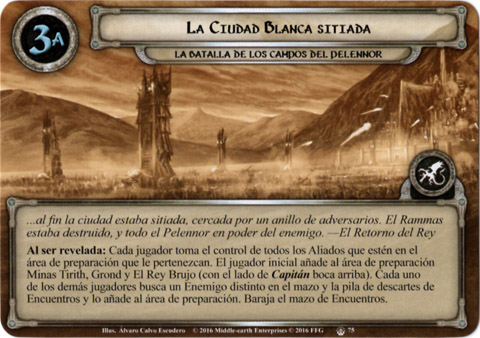 3A
La Ciudad Blanca sitiada
La Batalla de los Campos del Pelennor
...al fin la ciudad estaba sitiada, cercada por un anillo de adversarios. El Rammas
estaba destruido, y todo el Pelennor en poder del enemigo. —El Retorno del Rey
Al ser revelada: Cada jugador toma el control de todos los Aliados que estén en el
área de preparación que le pertenezcan. El jugador inicial añade al área de preparación
Minas Tirith, Grond y El Rey Brujo (con el lado de Capitán boca arriba). Cada uno
de los demás jugadores busca un Enemigo distinto en el mazo y la pila de descartes de
Encuentros y lo añade al área de preparación. Baraja el mazo de Encuentros.
Illus. Álvaro Calvo Escudero © 2016 Middle-earth Enterprises © 2016 FFG 75